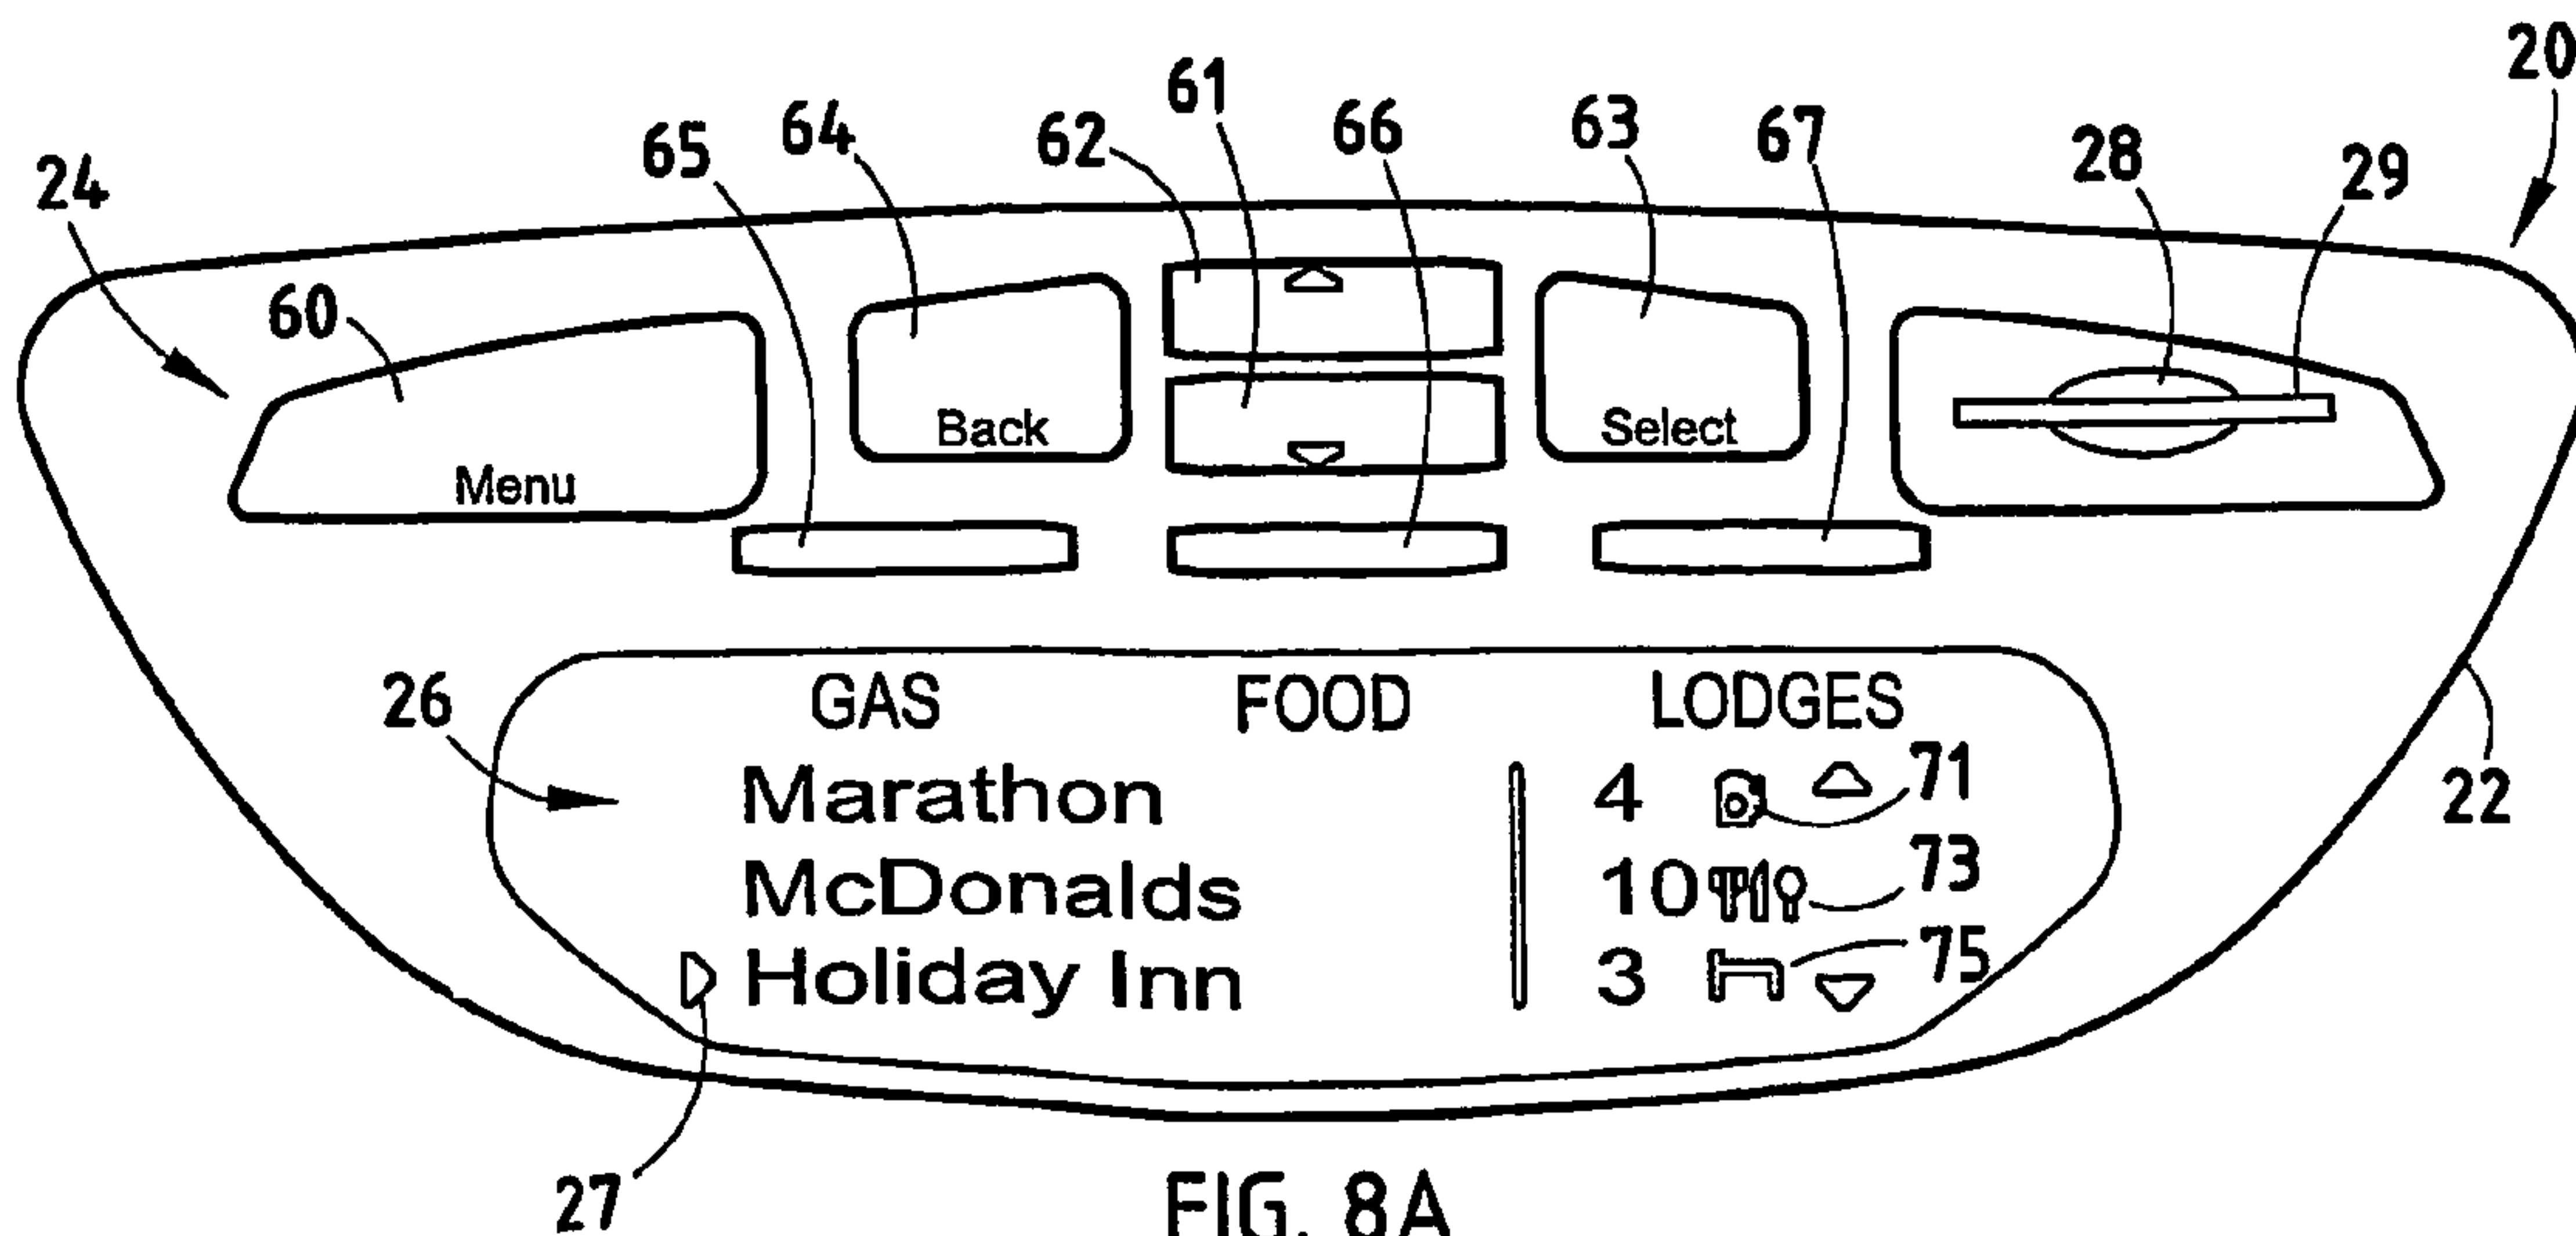 20
61
64
62
66
63
67
65
28
29
24
60
Back
Select
Menu
26
GAS FOOD LODGES
Marathon 4 71
22
McDonalds 10 73
Holiday Inn 3 75
27
FIG. 8A